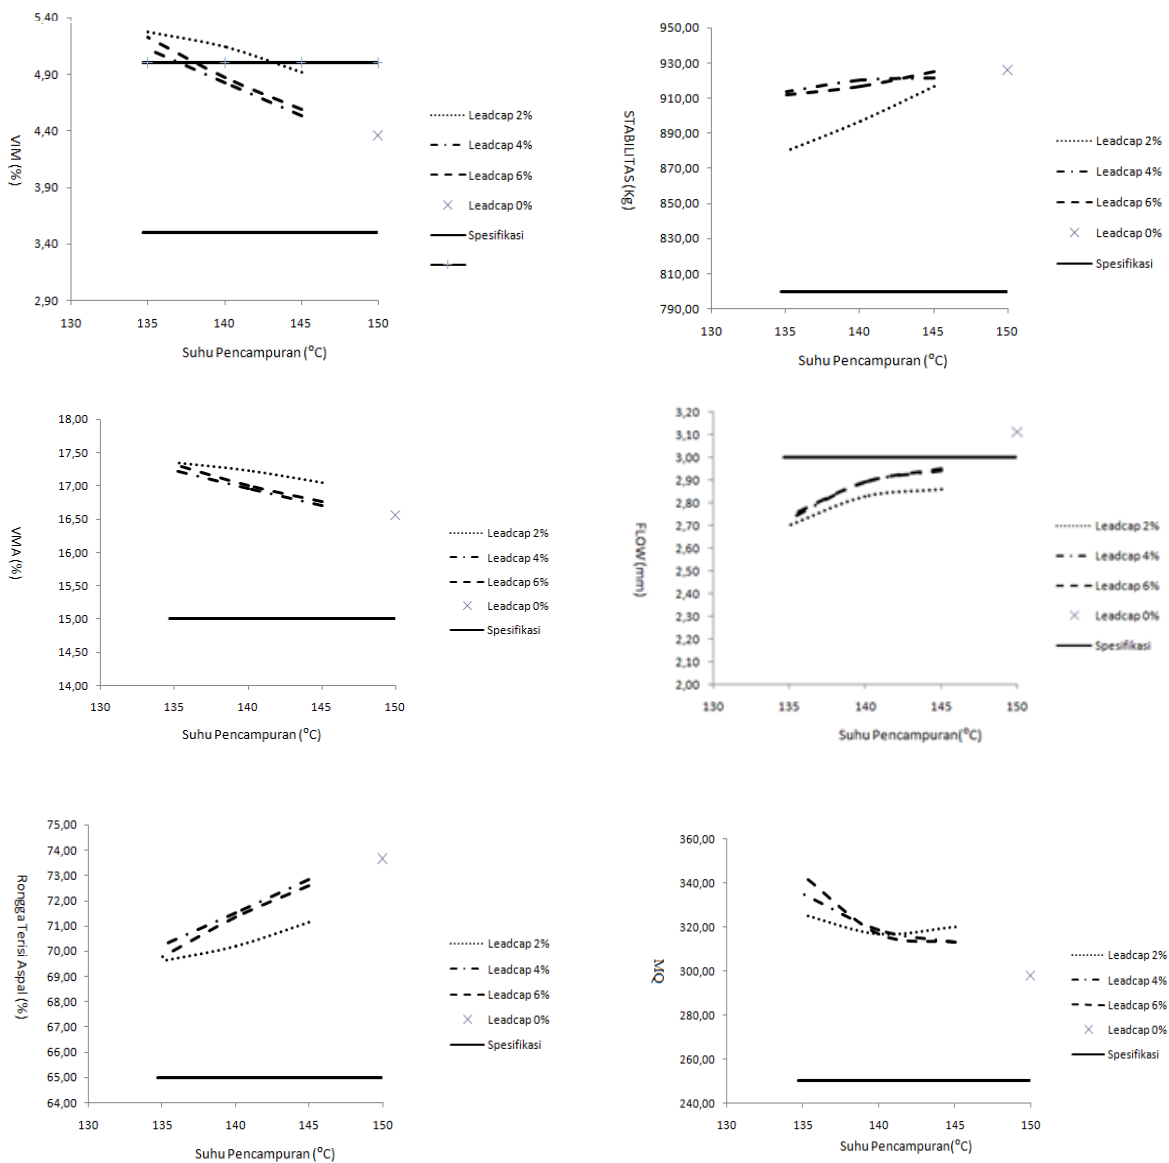 5,40
4,90
4,40
3,90
3,40
2,90
VIM (%)
130 135 140 145 150
Suhu Pencampuran (⁰C)
Leadcap 2%
Leadcap 4%
Leadcap 6%
Leadcap 0%
Spesifikasi
950,00
930,00
910,00
890,00
870,00
850,00
830,00
810,00
790,00
STABILITAS (Kg)
130 135 140 145 150
Suhu Pencampuran (⁰C)
Leadcap 2%
Leadcap 4%
Leadcap 6%
Leadcap 0%
Spesifikasi
18,00
17,50
17,00
16,50
16,00
15,50
15,00
14,50
14,00
VMA (%)
130 135 140 145 150
Suhu Pencampuran (⁰C)
Leadcap 2%
Leadcap 4%
Leadcap 6%
Leadcap 0%
Spesifikasi
3,20
3,10
3,00
2,90
2,80
2,70
2,60
2,50
2,40
2,30
2,20
2,10
2,00
FLOW (mm)
130 135 140 145 150
Suhu Pencampuran(⁰C)
Leadcap 2%
Leadcap 4%
Leadcap 6%
Leadcap 0%
Spesifikasi
75,00
74,00
73,00
72,00
71,00
70,00
69,00
68,00
67,00
66,00
65,00
64,00
Rongga Terisi Aspal (%)
130 135 140 145 150
Suhu Pencampuran (⁰C)
Leadcap 2%
Leadcap 4%
Leadcap 6%
Leadcap 0%
Spesifikasi
360,00
340,00
320,00
300,00
280,00
260,00
240,00
MQ
130 135 140 145 150
Suhu Pencampuran(⁰C)
Leadcap 2%
Leadcap 4%
Leadcap 6%
Leadcap 0%
Spesifikasi